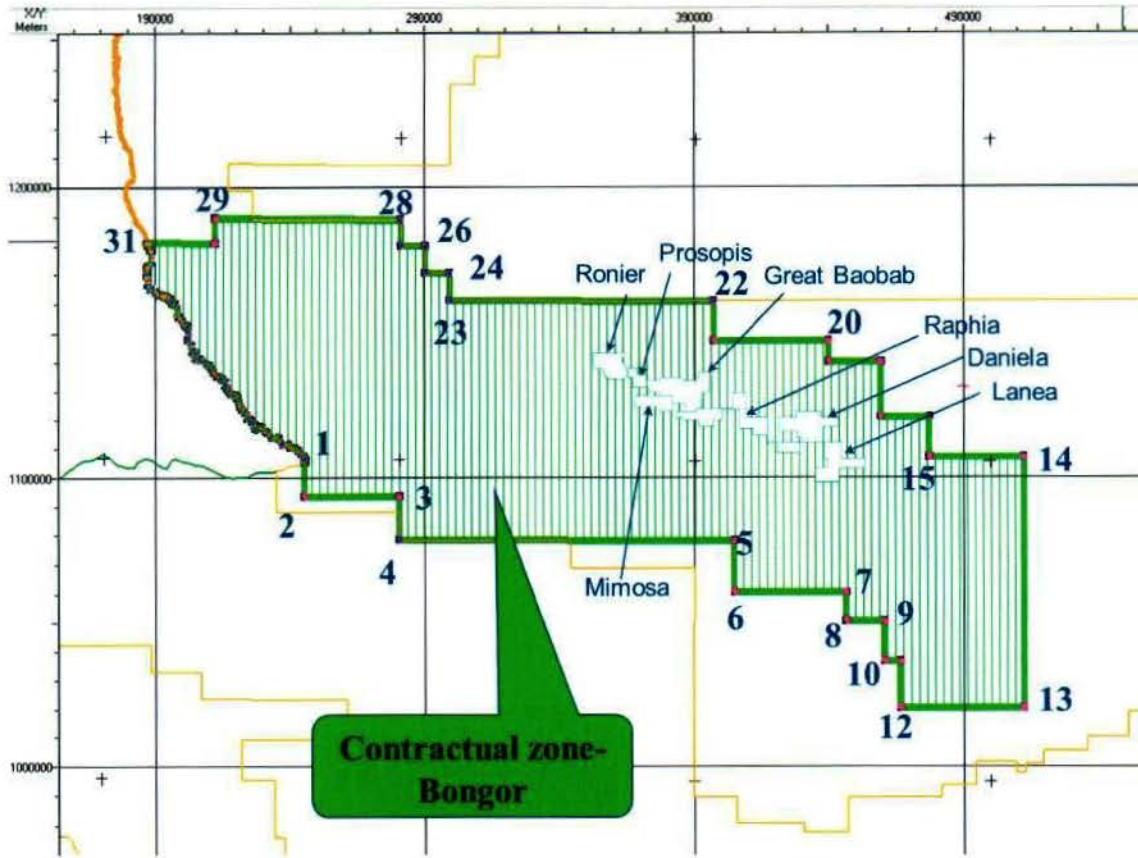 X/Y:
Meters
190000
290000
390000
490000
1200000
29
28
26
31
24
Ronier
Prosopis
22
Great Baobab
23
20
Raphia
Daniela
Lanea
1
1100000
3
15
14
2
4
5
Mimosa
6
7
8
9
10
12
13
Contractual zone-
Bongor
1000000